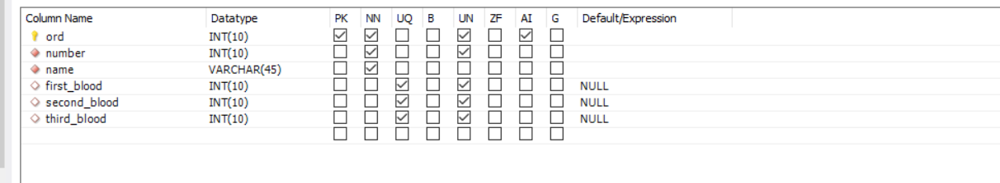 Column Name Datatype PK NN UQ B UN ZF AI G Default/Expression
ord INT(10)
number INT(10)
name VARCHAR(45)
first_blood INT(10) NULL
second_blood INT(10) NULL
third_blood INT(10) NULL